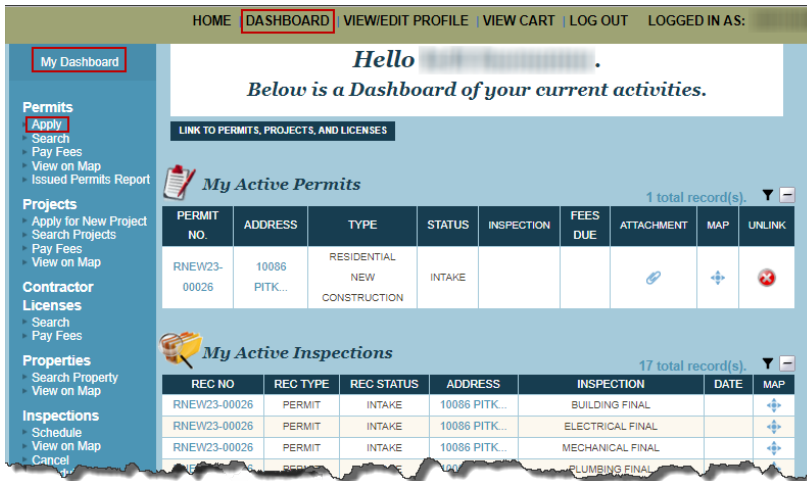 HOME | DASHBOARD | VIEW/EDIT PROFILE | VIEW CART | LOG OUT LOGGED IN AS:
My Dashboard
Permits
Apply
Search
Pay Fees
View on Map
Issued Permits Report
Projects
Apply for New Project
Search Projects
Pay Fees
View on Map
Contractor
Licenses
Search
Pay Fees
Properties
Search Property
View on Map
Inspections
Schedule
View on Map
Cancel
Hello .
Below is a Dashboard of your current activities.
LINK TO PERMITS, PROJECTS, AND LICENSES
My Active Permits
1 total record(s).
PERMIT NO. ADDRESS TYPE STATUS INSPECTION FEES DUE ATTACHMENT MAP UNLINK
RNEW23-00026 10086 PITK... RESIDENTIAL NEW CONSTRUCTION INTAKE
My Active Inspections
17 total record(s).
REC NO REC TYPE REC STATUS ADDRESS INSPECTION DATE MAP
RNEW23-00026 PERMIT INTAKE 10086 PITK... BUILDING FINAL
RNEW23-00026 PERMIT INTAKE 10086 PITK... ELECTRICAL FINAL
RNEW23-00026 PERMIT INTAKE 10086 PITK... MECHANICAL FINAL
PLUMBING FINAL